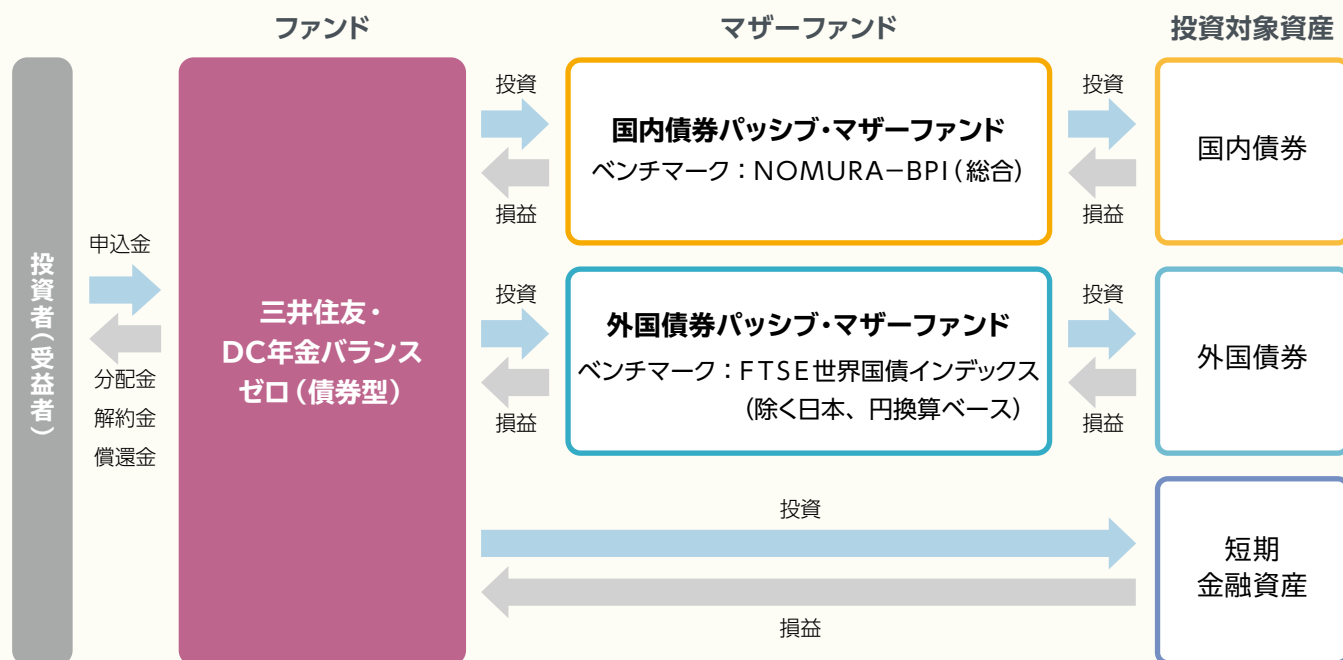 ファンド
マザーファンド
投資対象資産
投資者（受益者）
申込金
分配金
解約金
償還金
三井住友・
DC年金バランス
ゼロ（債券型）
投資
損益
国内債券パッシブ・マザーファンド
ベンチマーク：NOMURA－BPI（総合）
投資
損益
国内債券
投資
損益
外国債券パッシブ・マザーファンド
ベンチマーク：FTSE世界国債インデックス
（除く日本、円換算ベース）
投資
損益
外国債券
投資
損益
短期
金融資産